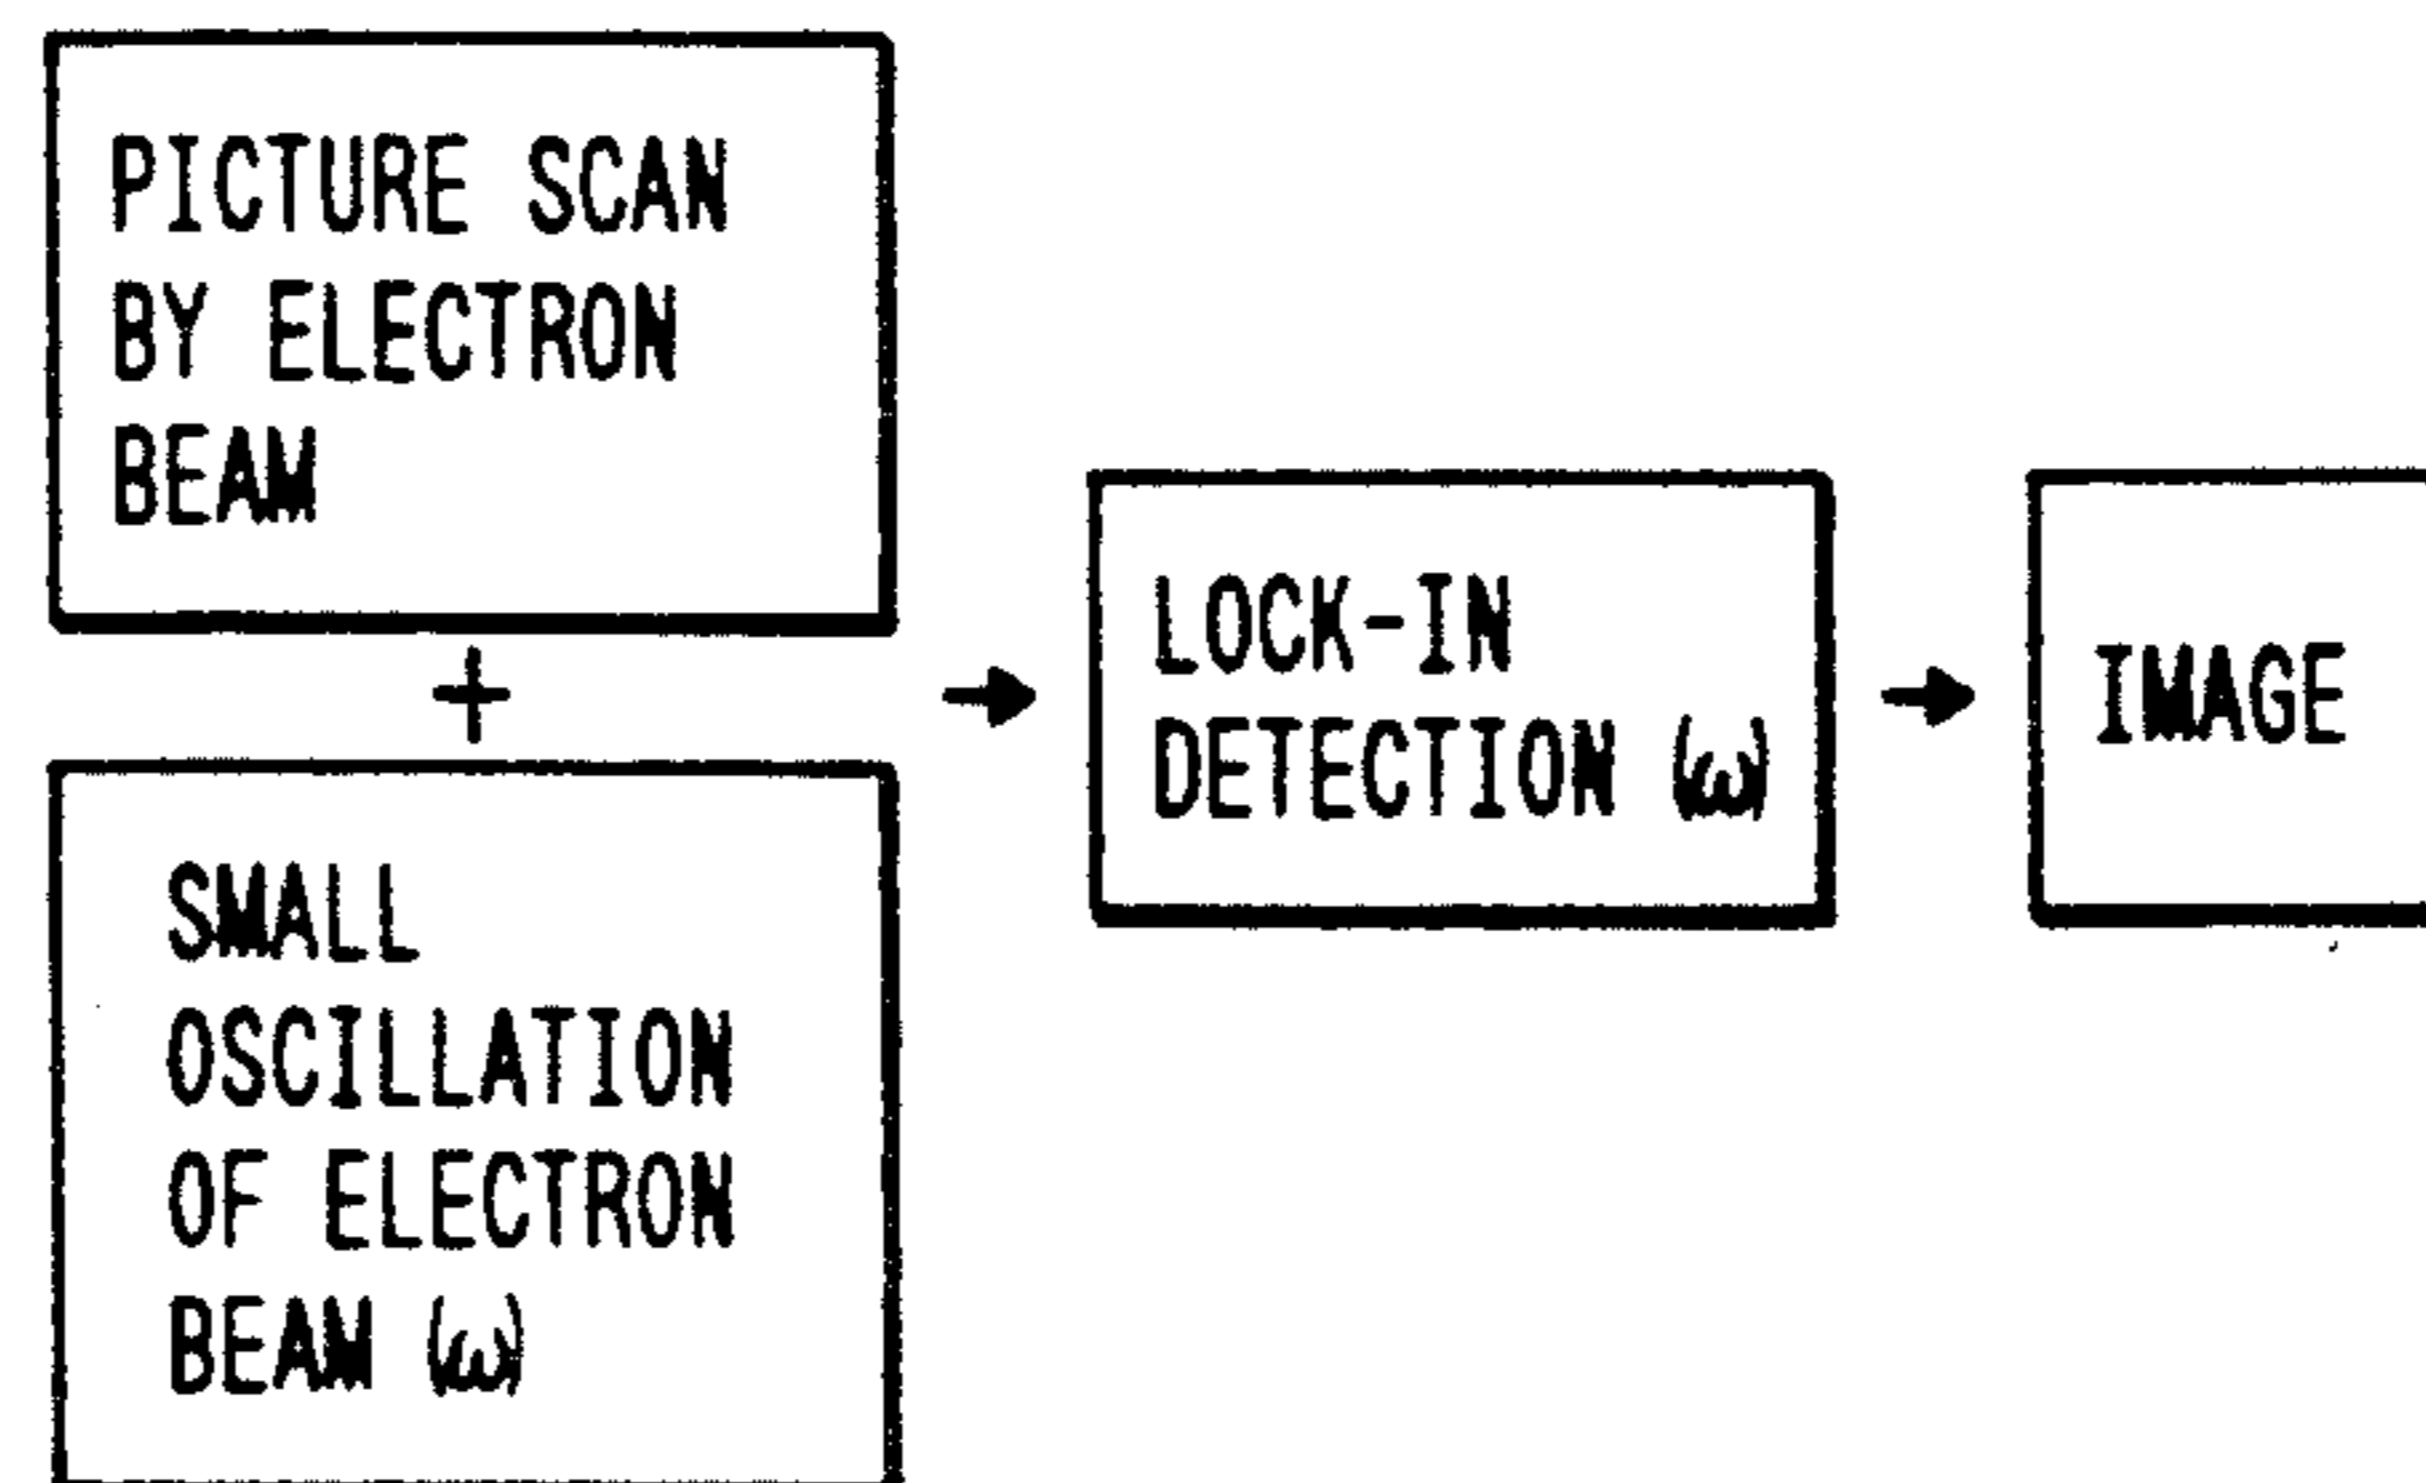 PICTURE SCAN
BY ELECTRON
BEAM
+
SMALL
OSCILLATION
OF ELECTRON
BEAM (ω)
LOCK-IN
DETECTION (ω)
IMAGE